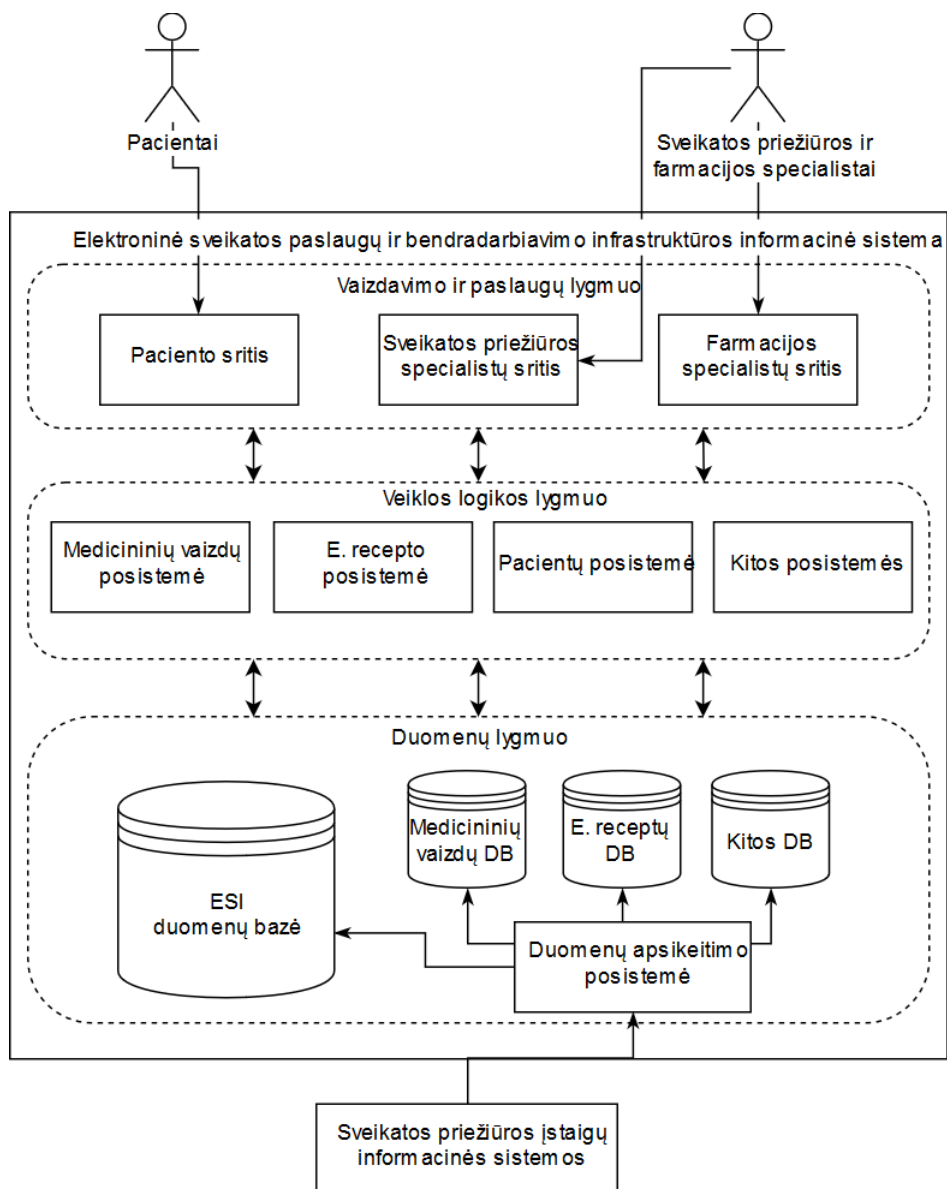 Pacientai
Sveikatos priežiūros ir
farmacijos specialistai
Elektroninė sveikatos paslaugų ir bendradarbiavimo infrastruktūros informacinė sistema
Vaizdavimo ir paslaugų lygmuo
Paciento sritis
Sveikatos priežiūros
specialistų sritis
Farmacijos
specialistų sritis
Veiklos logikos lygmuo
Medicininių vaizdų
posistemė
E. recepto
posistemė
Pacientų posistemė
Kitos posistemės
Duomenų lygmuo
ESI
duomenų bazė
Medicininių
vaizdų DB
E. receptų
DB
Kitos DB
Duomenų apsikeitimo
posistemė
Sveikatos priežiūros įstaigų
informacinės sistemos